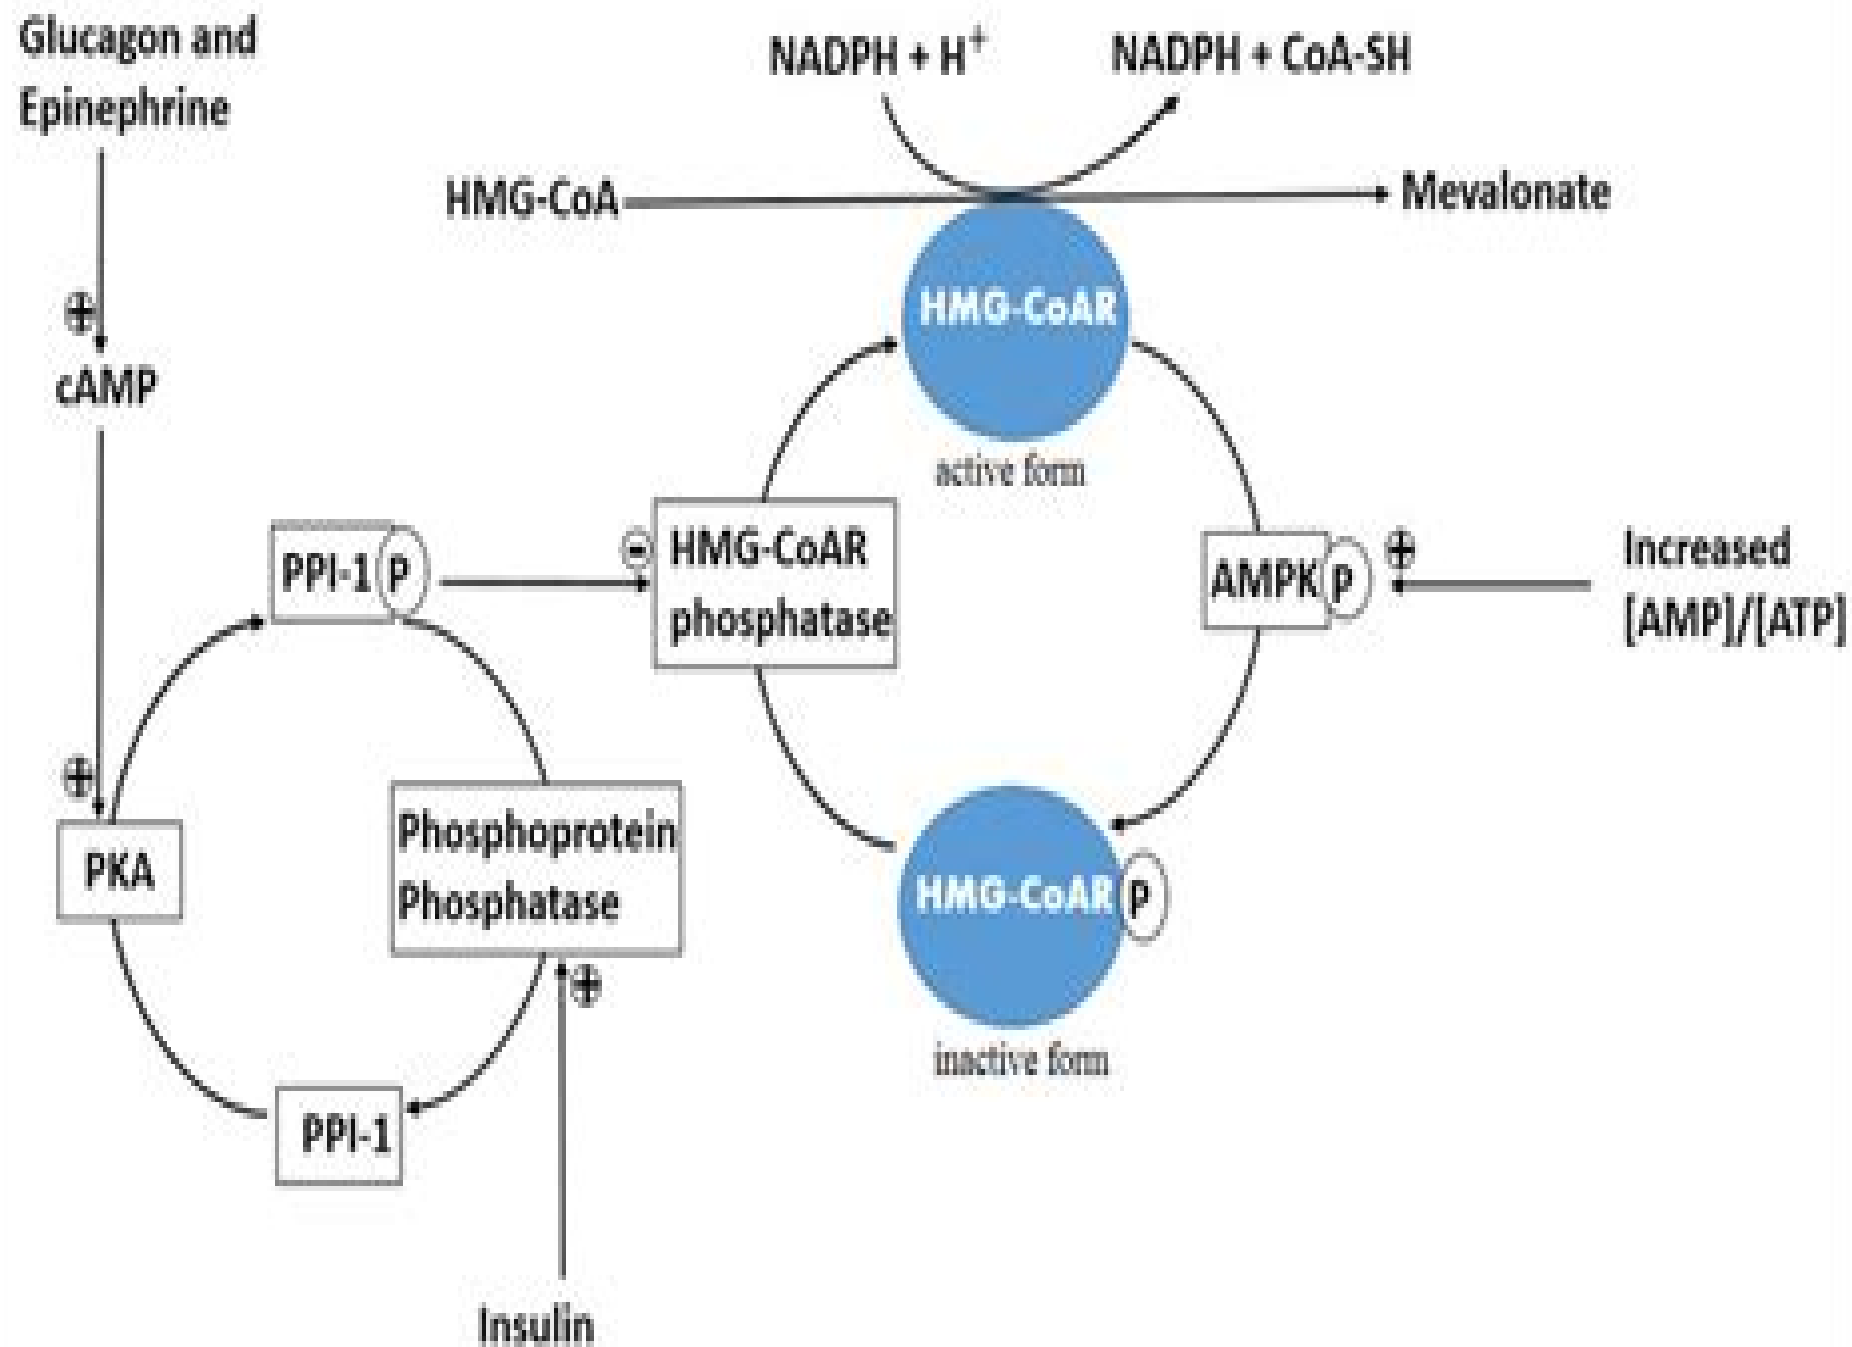 Glucagon and
Epinephrine
NADPH + H⁺
NADPH + CoA-SH
HMG-CoA
Mevalonate
+
cAMP
HMG-CoAR
active form
PPI-1 P
-
HMG-CoAR
phosphatase
AMPK P
+
Increased
[AMP]/[ATP]
+
PKA
Phosphoprotein
Phosphatase
+
HMG-CoAR P
inactive form
PPI-1
Insulin